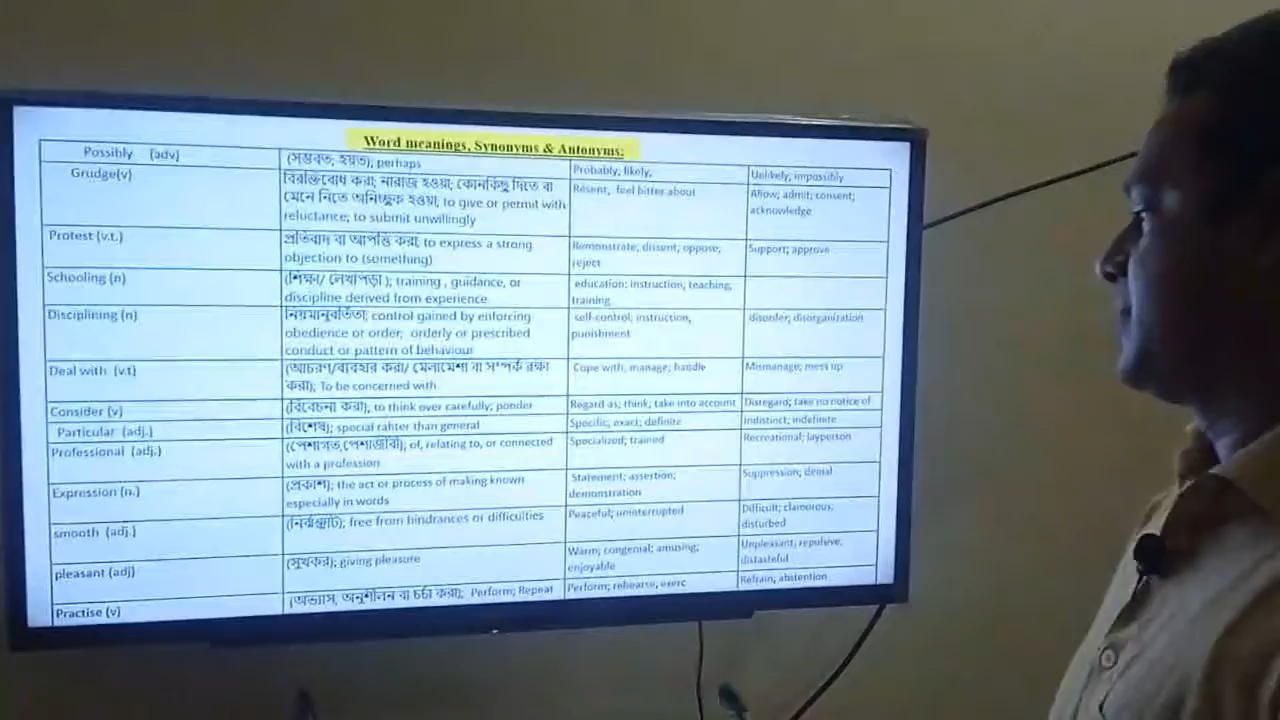 Word meanings, Synonyms & Antonyms:
Possibly (adv) (সম্ভবত; হয়ত); perhaps Probably; likely, Unlikely, impossibly
Grudge(v) বিরক্তিবোধ করা; নারাজ হওয়া; কোনকিছু দিতে বা Resent, feel bitter about Allow; admit; consent;
মেনে নিতে অনিচ্ছুক হওয়া; to give or permit with acknowledge
reluctance; to submit unwillingly
Protest (v.t.) প্রতিবাদ বা আপত্তি করা; to express a strong Remonstrate; dissent; oppose, Support; approve
objection to (something) reject
Schooling (n) (শিক্ষা/ লেখাপড়া ); training , guidance, or education; instruction, teaching,
discipline derived from experience training
Disciplining (n) নিয়মানুবর্তিতা; control gained by enforcing self-control, instruction, disorder; disorganization
obedience or order; orderly or prescribed punishment
conduct or pattern of behaviour
Deal with (v.t) (আচরণ/ব্যবহার করা/ মেলামেশা বা সম্পর্ক রক্ষা Cope with, manage; handle Mismanage; mess up
করা); To be concerned with
Consider (v) (বিবেচনা করা), to think over carefully; ponder Regard as; think; take into account Disregard; take no notice of
Particular (adj.) (বিশেষ); special rahter than general Specific, exact; definite Indistinct; indefinite
Professional (adj.) (পেশাগত,পেশাজীবী); of, relating to, or connected Specialized; trained Recreational; layperson
with a profession
Expression (n.) (প্রকাশ); the act or process of making known Statement; assertion; Suppression; denial
especially in words demonstration
smooth (adj.) (নির্ঝঞ্ঝাট); free from hindrances or difficulties Peaceful; uninterrupted Difficult; clamorous;
disturbed
pleasant (adj) (সুখকর); giving pleasure Warm; congenial; amusing; Unpleasant; repulsive,
enjoyable distasteful
Practise (v) (অভ্যাস, অনুশীলন বা চর্চা করা); Perform; Repeat Perform; rehearse, exerc Refrain; abstention